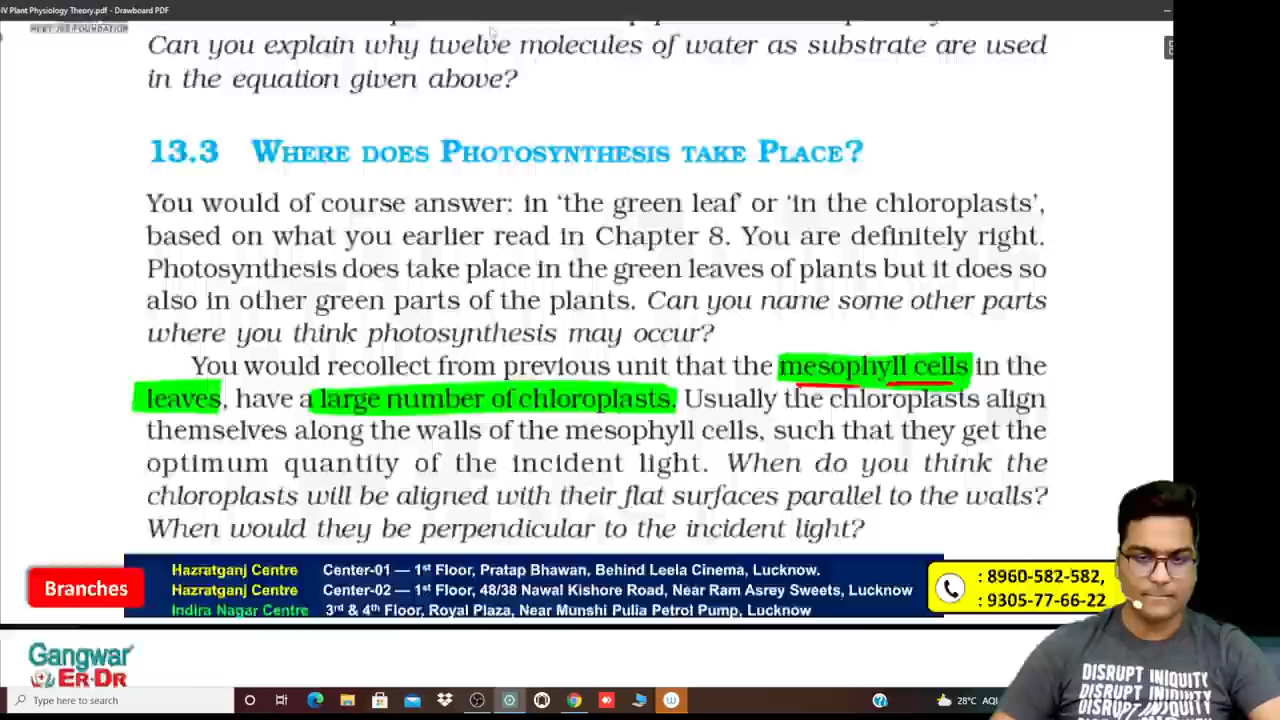 IV Plant Physiology Theory.pdf - Drawboard PDF
NEET JEE FOUNDATION
Can you explain why twelve molecules of water as substrate are used
in the equation given above?
13.3 WHERE DOES PHOTOSYNTHESIS TAKE PLACE?
You would of course answer: in ‘the green leaf’ or ‘in the chloroplasts’,
based on what you earlier read in Chapter 8. You are definitely right.
Photosynthesis does take place in the green leaves of plants but it does so
also in other green parts of the plants. Can you name some other parts
where you think photosynthesis may occur?
You would recollect from previous unit that the mesophyll cells in the
leaves, have a large number of chloroplasts. Usually the chloroplasts align
themselves along the walls of the mesophyll cells, such that they get the
optimum quantity of the incident light. When do you think the
chloroplasts will be aligned with their flat surfaces parallel to the walls?
When would they be perpendicular to the incident light?
Branches
Hazratganj Centre Center-01 — 1st Floor, Pratap Bhawan, Behind Leela Cinema, Lucknow.
Hazratganj Centre Center-02 — 1st Floor, 48/38 Nawal Kishore Road, Near Ram Asrey Sweets, Lucknow
Indira Nagar Centre 3rd & 4th Floor, Royal Plaza, Near Munshi Pulia Petrol Pump, Lucknow
: 8960-582-582,
: 9305-77-66-22
Gangwar
ER-DR
DISRUPT INIQUITY
DISRUPT INIQUITY
DISRUPT INIQUITY
Type here to search
28°C AQI